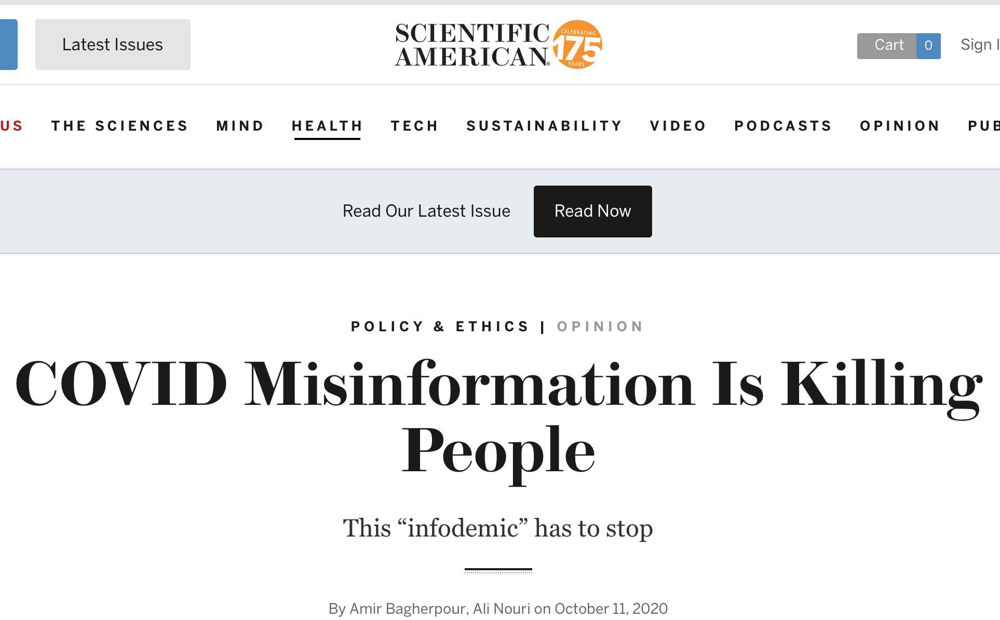 Latest Issues
SCIENTIFIC
AMERICAN®
CELEBRATING
175
YEARS
Cart 0
Sign I
US THE SCIENCES MIND HEALTH TECH SUSTAINABILITY VIDEO PODCASTS OPINION PUB
Read Our Latest Issue Read Now
POLICY & ETHICS | OPINION
COVID Misinformation Is Killing
People
This “infodemic” has to stop
By Amir Bagherpour, Ali Nouri on October 11, 2020